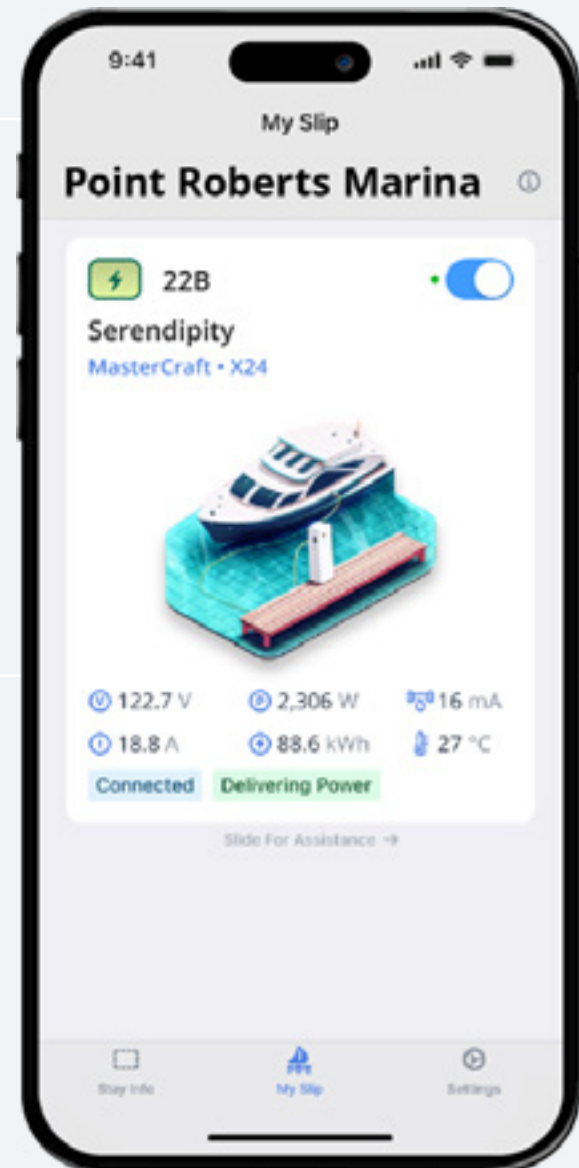 9:41
My Slip
Point Roberts Marina
22B
Serendipity
MasterCraft • X24
122.7 V 2,306 W 16 mA
18.8 A 88.6 kWh 27 °C
Connected Delivering Power
Slide For Assistance →
Stay Info My Slip Settings